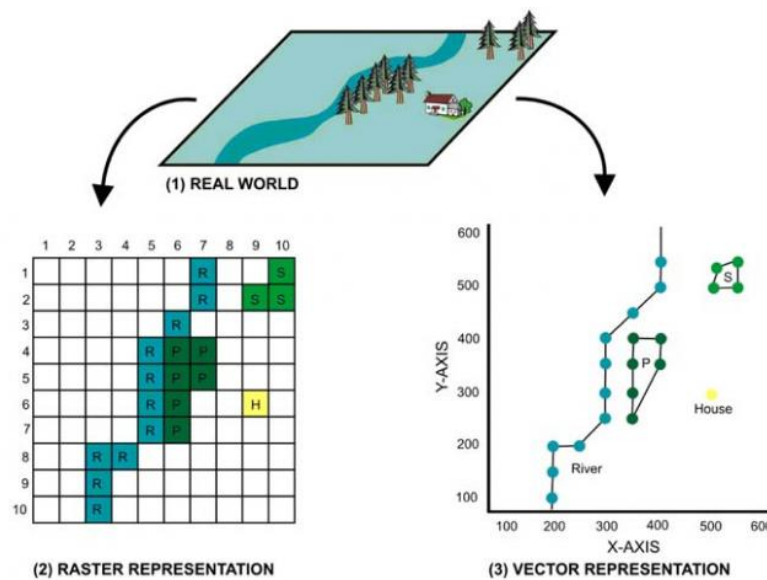 (1) REAL WORLD
1 2 3 4 5 6 7 8 9 10
1 R S
2 R S S
3 R
4 R P P
5 R P P
6 R P H
7 R P
8 R R
9 R
10 R
(2) RASTER REPRESENTATION
600
500
400
300
200
100
Y-AXIS
S
P
House
River
100 200 300 400 500 600
X-AXIS
(3) VECTOR REPRESENTATION